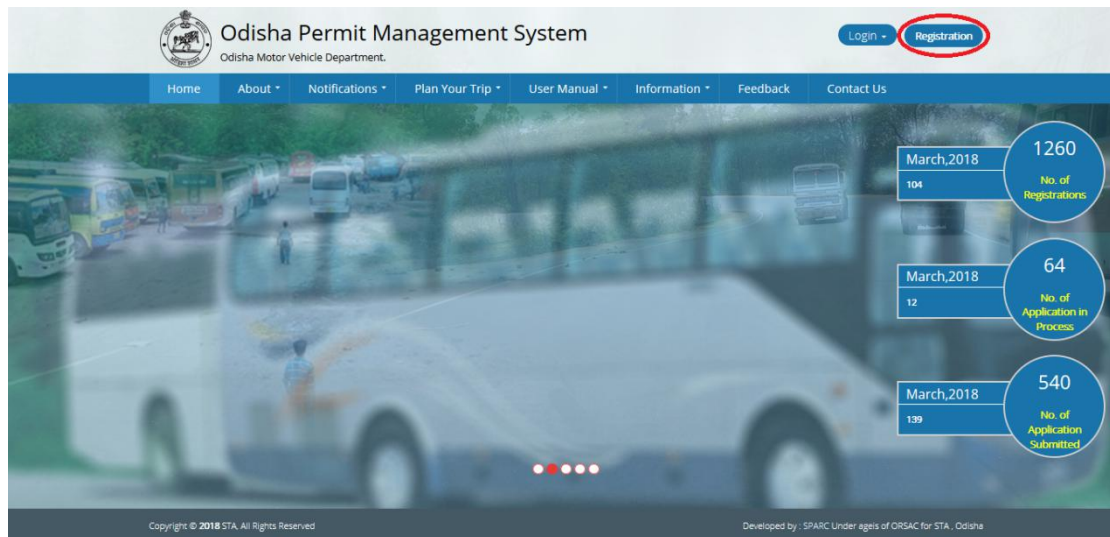 Odisha Permit Management System
Odisha Motor Vehicle Department.
Login
Registration
Home About Notifications Plan Your Trip User Manual Information Feedback Contact Us
March,2018
104
1260
No. of
Registrations
March,2018
12
64
No. of
Application in
Process
March,2018
139
540
No. of
Application
Submitted
Copyright © 2018 STA, All Rights Reserved
Developed by : SPARC Under ageis of ORSAC for STA , Odisha